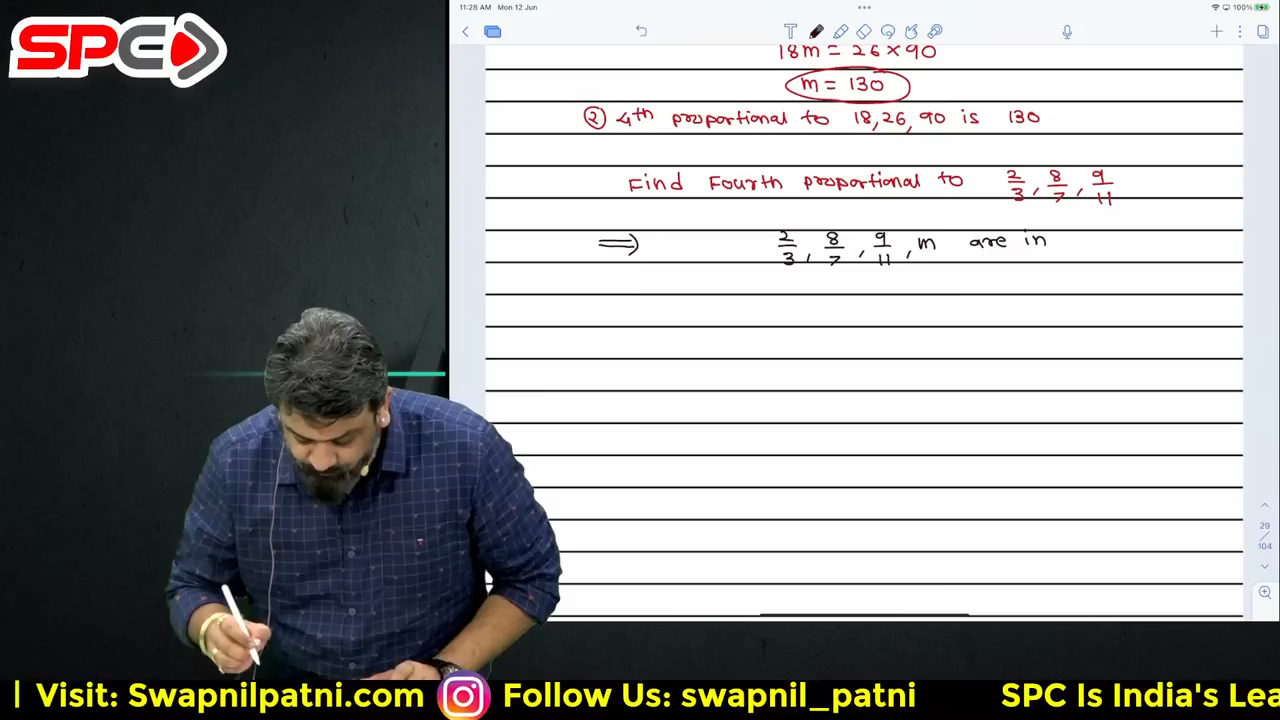 11:28 AM Mon 12 Jun
100%
SPC
18m = 26 × 90
m = 130
② 4th proportional to 18, 26, 90 is 130
Find Fourth proportional to 2/3, 8/7, 9/11
⇒ 2/3, 8/7, 9/11, m are in
29
/
104
| Visit: Swapnilpatni.com Follow Us: swapnil_patni SPC Is India's Lea